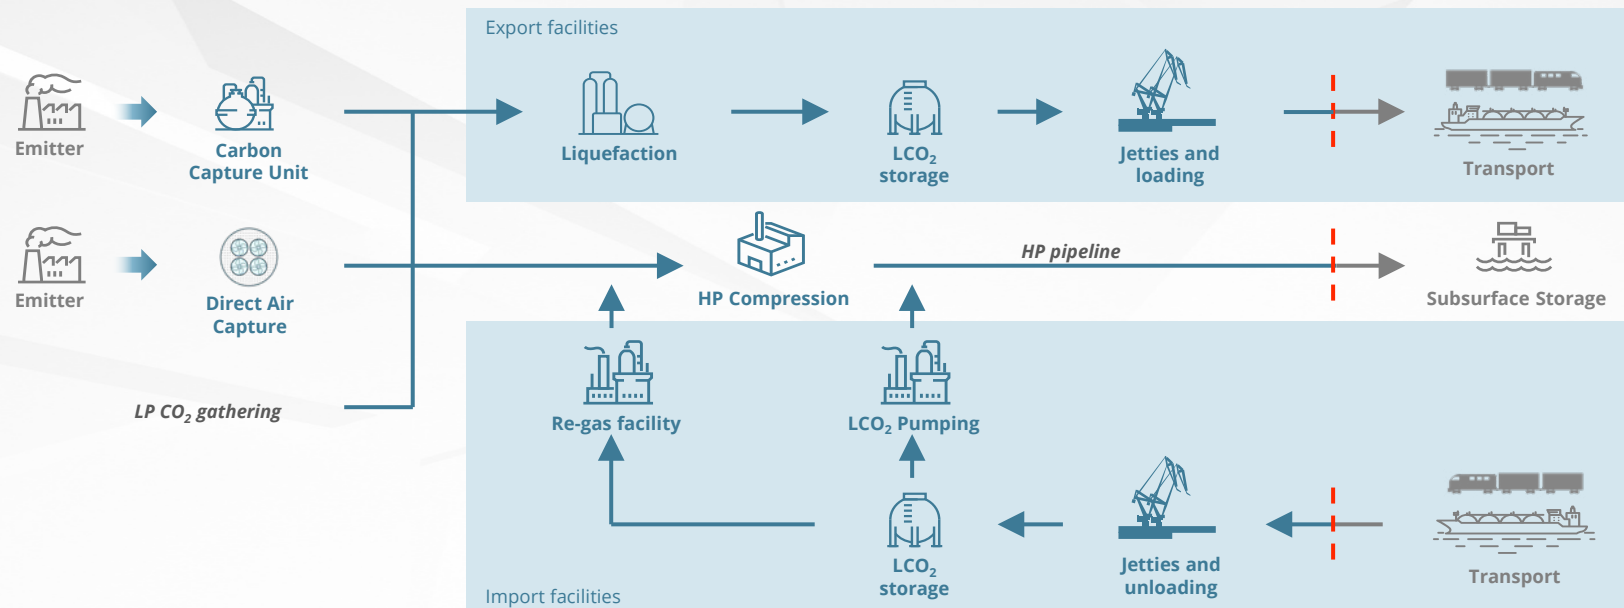 Export facilities
Emitter
Carbon
Capture Unit
Liquefaction
LCO₂
storage
Jetties and
loading
Transport
Emitter
Direct Air
Capture
HP Compression
HP pipeline
Subsurface Storage
LP CO₂ gathering
Re-gas facility
LCO₂ Pumping
LCO₂
storage
Jetties and
unloading
Transport
Import facilities